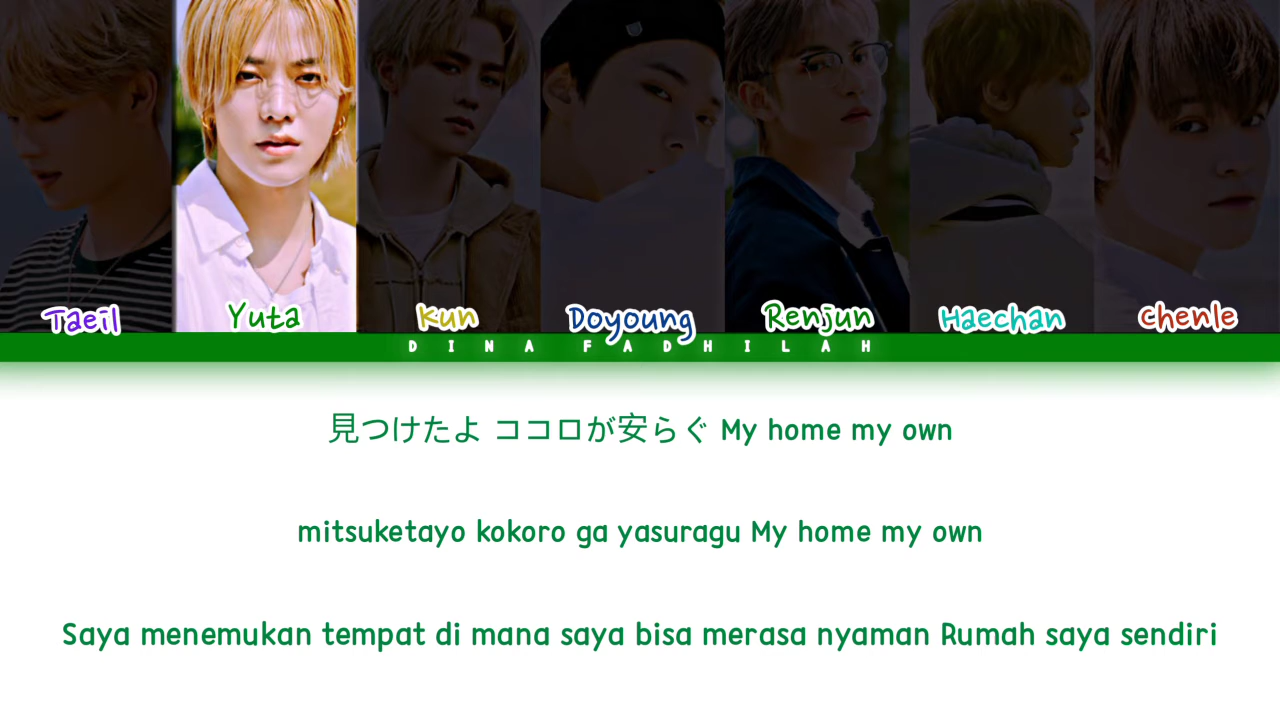 Taeil Yuta Kun Doyoung Renjun Haechan Chenle
DINA FADHILAH
見つけたよ ココロが安らぐ My home my own
mitsuketayo kokoro ga yasuragu My home my own
Saya menemukan tempat di mana saya bisa merasa nyaman Rumah saya sendiri